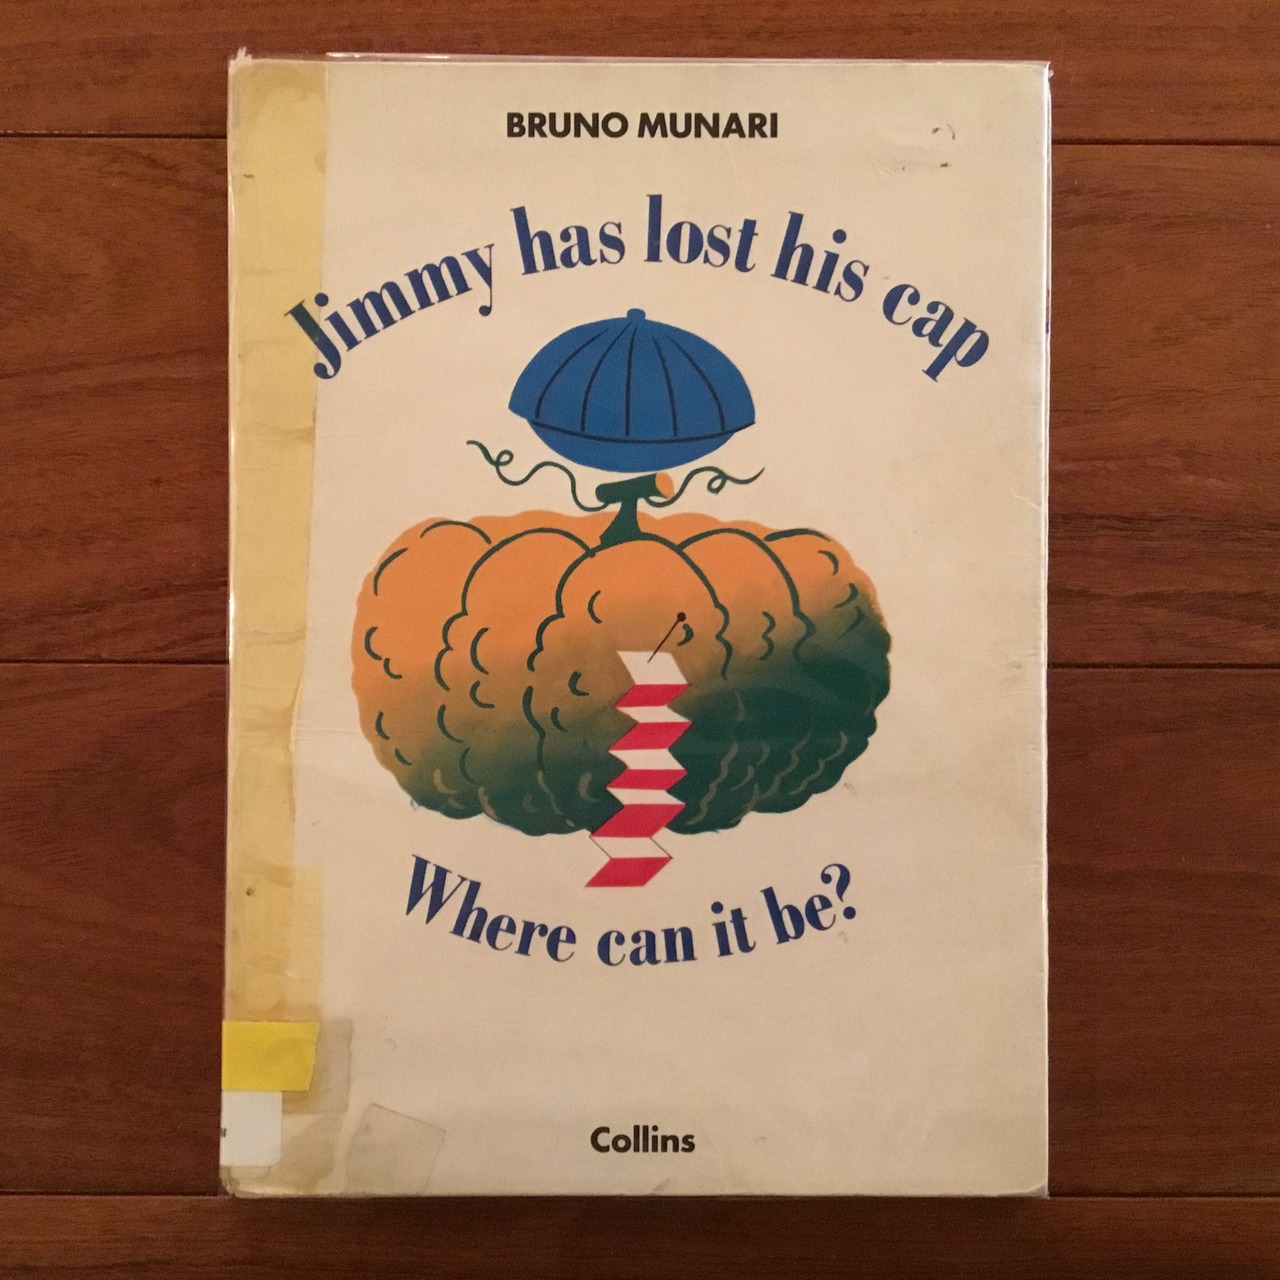 BRUNO MUNARI
Jimmy has lost his cap
Where can it be?
Collins